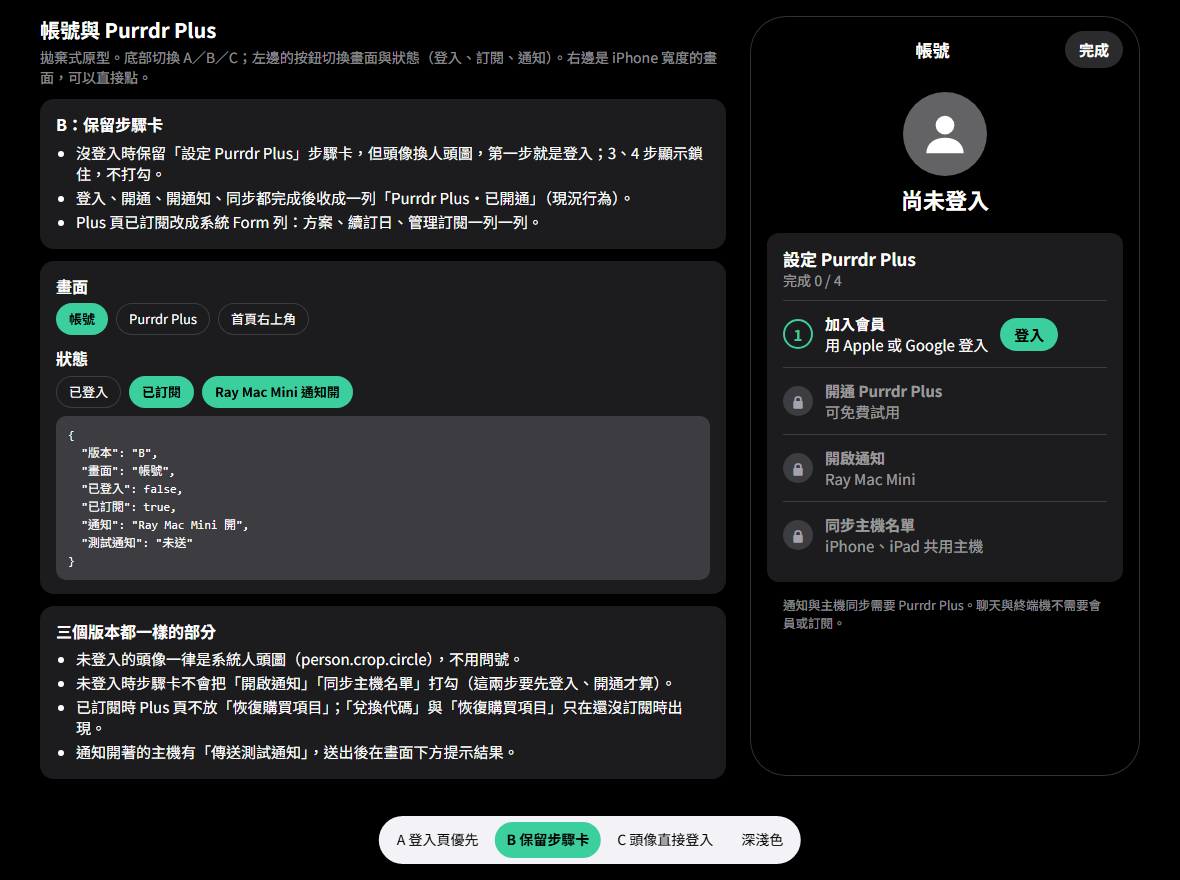 帳號與 Purrdr Plus
拋棄式原型。底部切換 A／B／C；左邊的按鈕切換畫面與狀態（登入、訂閱、通知）。右邊是 iPhone 寬度的畫
面，可以直接點。
B：保留步驟卡
• 沒登入時保留「設定 Purrdr Plus」步驟卡，但頭像換人頭圖，第一步就是登入；3、4 步顯示鎖
住，不打勾。
• 登入、開通、開通知、同步都完成後收成一列「Purrdr Plus・已開通」（現況行為）。
• Plus 頁已訂閱改成系統 Form 列：方案、續訂日、管理訂閱一列一列。
畫面
帳號
Purrdr Plus
首頁右上角
狀態
已登入
已訂閱
Ray Mac Mini 通知開
{
"版本": "B",
"畫面": "帳號",
"已登入": false,
"已訂閱": true,
"通知": "Ray Mac Mini 開",
"測試通知": "未送"
}
三個版本都一樣的部分
• 未登入的頭像一律是系統人頭圖（person.crop.circle），不用問號。
• 未登入時步驟卡不會把「開啟通知」「同步主機名單」打勾（這兩步要先登入、開通才算）。
• 已訂閱時 Plus 頁不放「恢復購買項目」；「兌換代碼」與「恢復購買項目」只在還沒訂閱時出
現。
• 通知開著的主機有「傳送測試通知」，送出後在畫面下方提示結果。
帳號
完成
尚未登入
設定 Purrdr Plus
完成 0 / 4
1
加入會員
用 Apple 或 Google 登入
登入
開通 Purrdr Plus
可免費試用
開啟通知
Ray Mac Mini
同步主機名單
iPhone、iPad 共用主機
通知與主機同步需要 Purrdr Plus。聊天與終端機不需要會
員或訂閱。
A 登入頁優先
B 保留步驟卡
C 頭像直接登入
深淺色